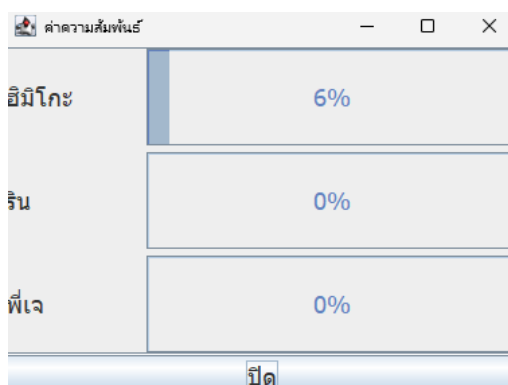 ค่าความสัมพันธ์
ฮิมิโกะ 6%
ริน 0%
พี่เจ 0%
ปิด